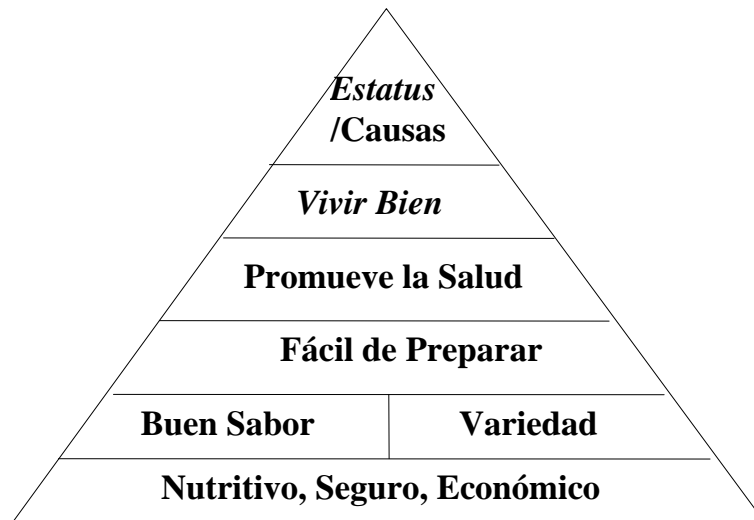 Estatus
/Causas
Vivir Bien
Promueve la Salud
Fácil de Preparar
Buen Sabor
Variedad
Nutritivo, Seguro, Económico